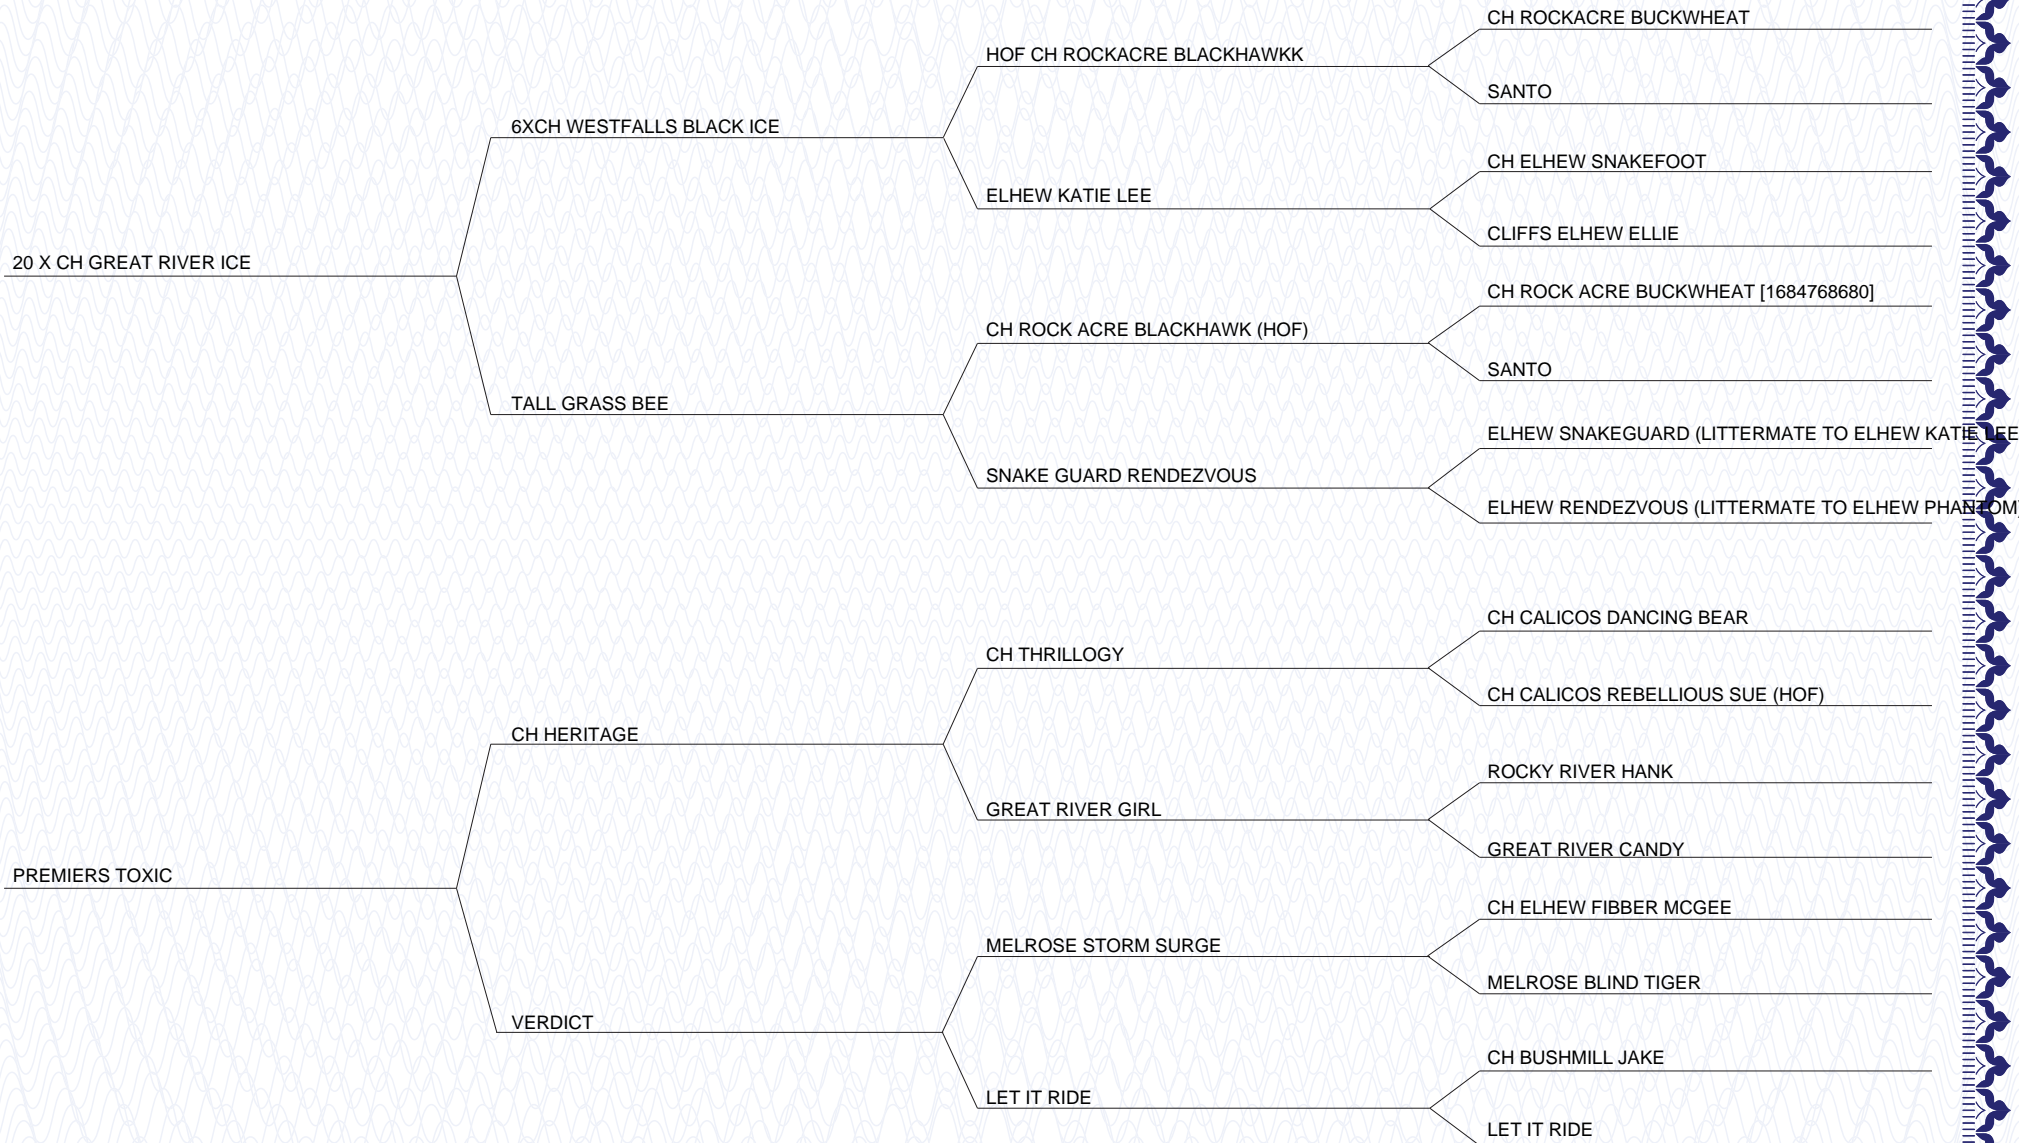 CH ROCKACRE BUCKWHEAT
HOF CH ROCKACRE BLACKHAWKK
SANTO
6XCH WESTFALLS BLACK ICE
CH ELHEW SNAKEFOOT
ELHEW KATIE LEE
CLIFFS ELHEW ELLIE
20 X CH GREAT RIVER ICE
CH ROCK ACRE BUCKWHEAT [1684768680]
CH ROCK ACRE BLACKHAWK (HOF)
SANTO
TALL GRASS BEE
ELHEW SNAKEGUARD (LITTERMATE TO ELHEW KATIE LEE
SNAKE GUARD RENDEZVOUS
ELHEW RENDEZVOUS (LITTERMATE TO ELHEW PHANTOM)
CH CALICOS DANCING BEAR
CH THRILLOGY
CH CALICOS REBELLIOUS SUE (HOF)
CH HERITAGE
ROCKY RIVER HANK
GREAT RIVER GIRL
GREAT RIVER CANDY
PREMIERS TOXIC
CH ELHEW FIBBER MCGEE
MELROSE STORM SURGE
MELROSE BLIND TIGER
VERDICT
CH BUSHMILL JAKE
LET IT RIDE
LET IT RIDE